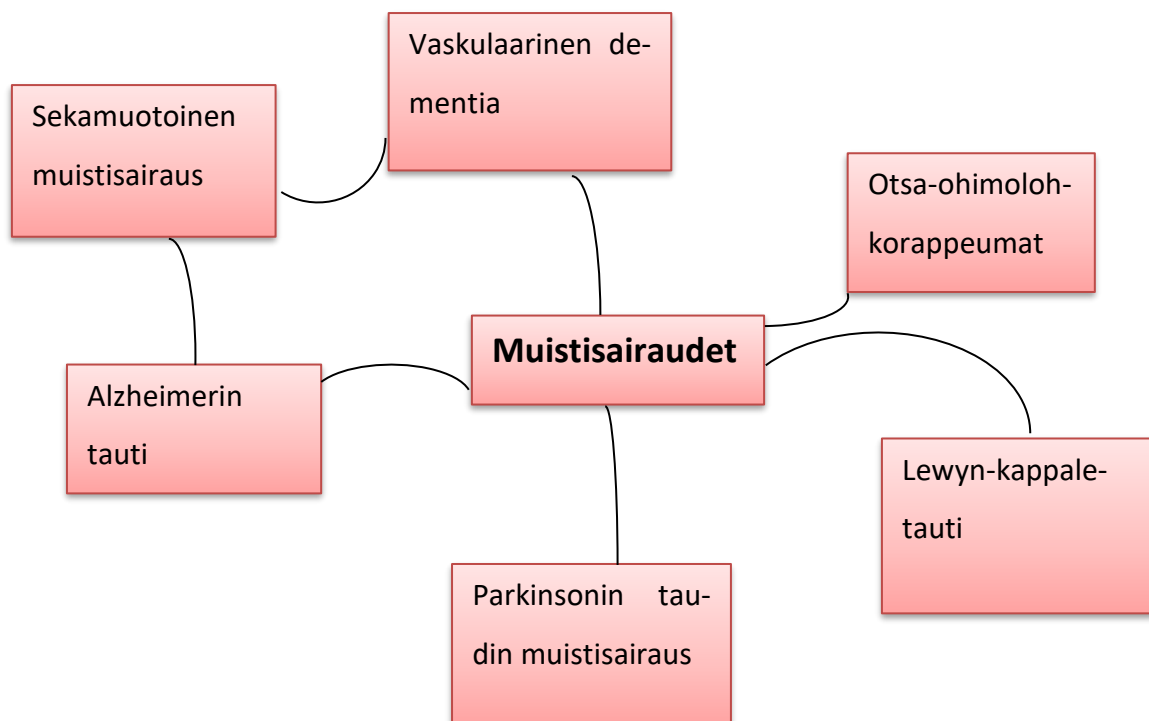 Vaskulaarinen de-
mentia
Sekamuotoinen
muistisairaus
Otsa-ohimoloh-
korappeumat
Muistisairaudet
Alzheimerin
tauti
Lewyn-kappale-
tauti
Parkinsonin tau-
din muistisairaus